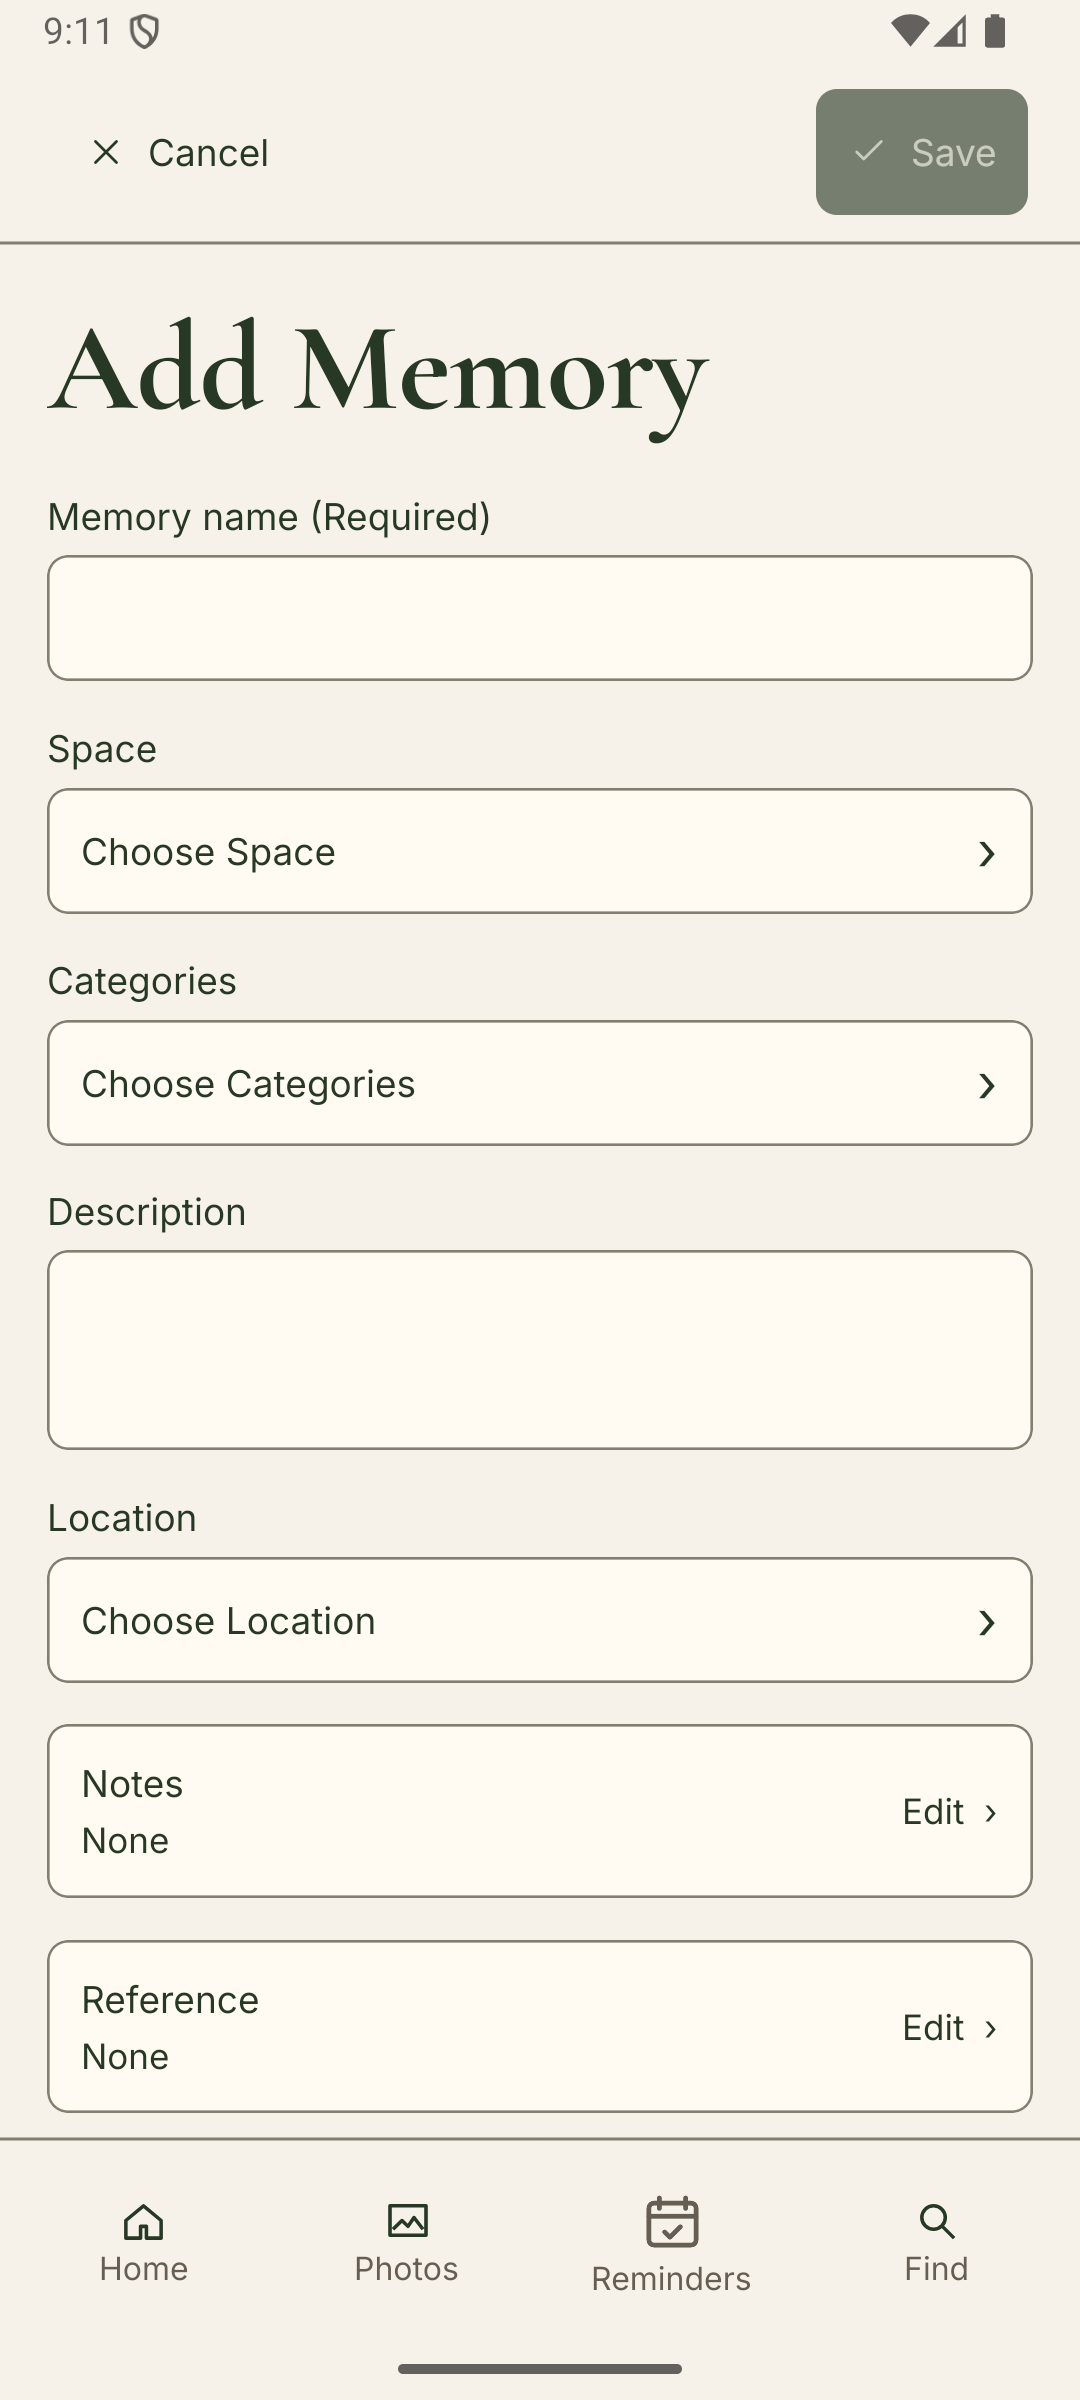 9:11
Cancel
Save
Add Memory
Memory name (Required)
Space
Choose Space
Categories
Choose Categories
Description
Location
Choose Location
Notes
None
Edit
Reference
None
Edit
Home
Photos
Reminders
Find